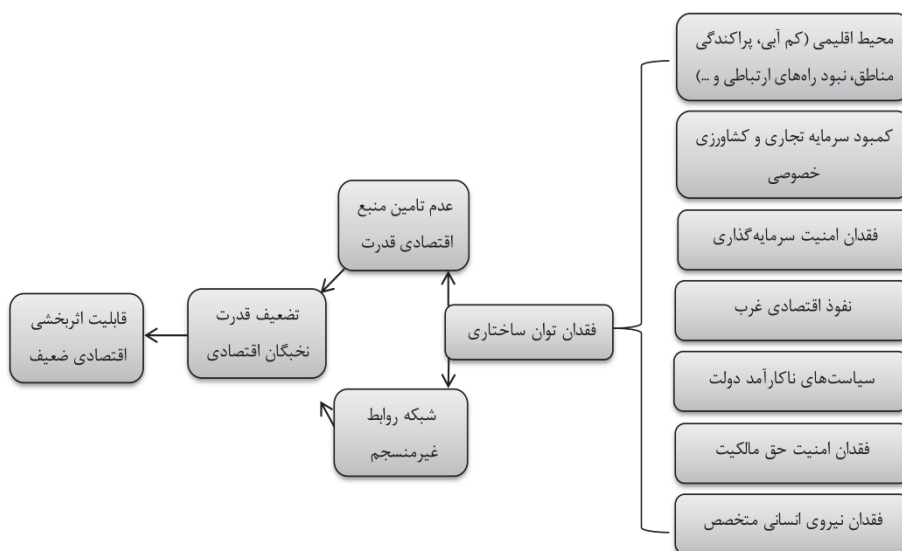 محیط اقلیمی (کم آبی، پراکندگی
مناطق، نبود راه‌های ارتباطی و ...)
کمبود سرمایه تجاری و کشاورزی
خصوصی
فقدان امنیت سرمایه‌گذاری
نفوذ اقتصادی غرب
سیاست‌های ناکارآمد دولت
فقدان امنیت حق مالکیت
فقدان نیروی انسانی متخصص
فقدان توان ساختاری
عدم تامین منبع
اقتصادی قدرت
شبکه روابط
غیرمنسجم
تضعیف قدرت
نخبگان اقتصادی
قابلیت اثربخشی
اقتصادی ضعیف